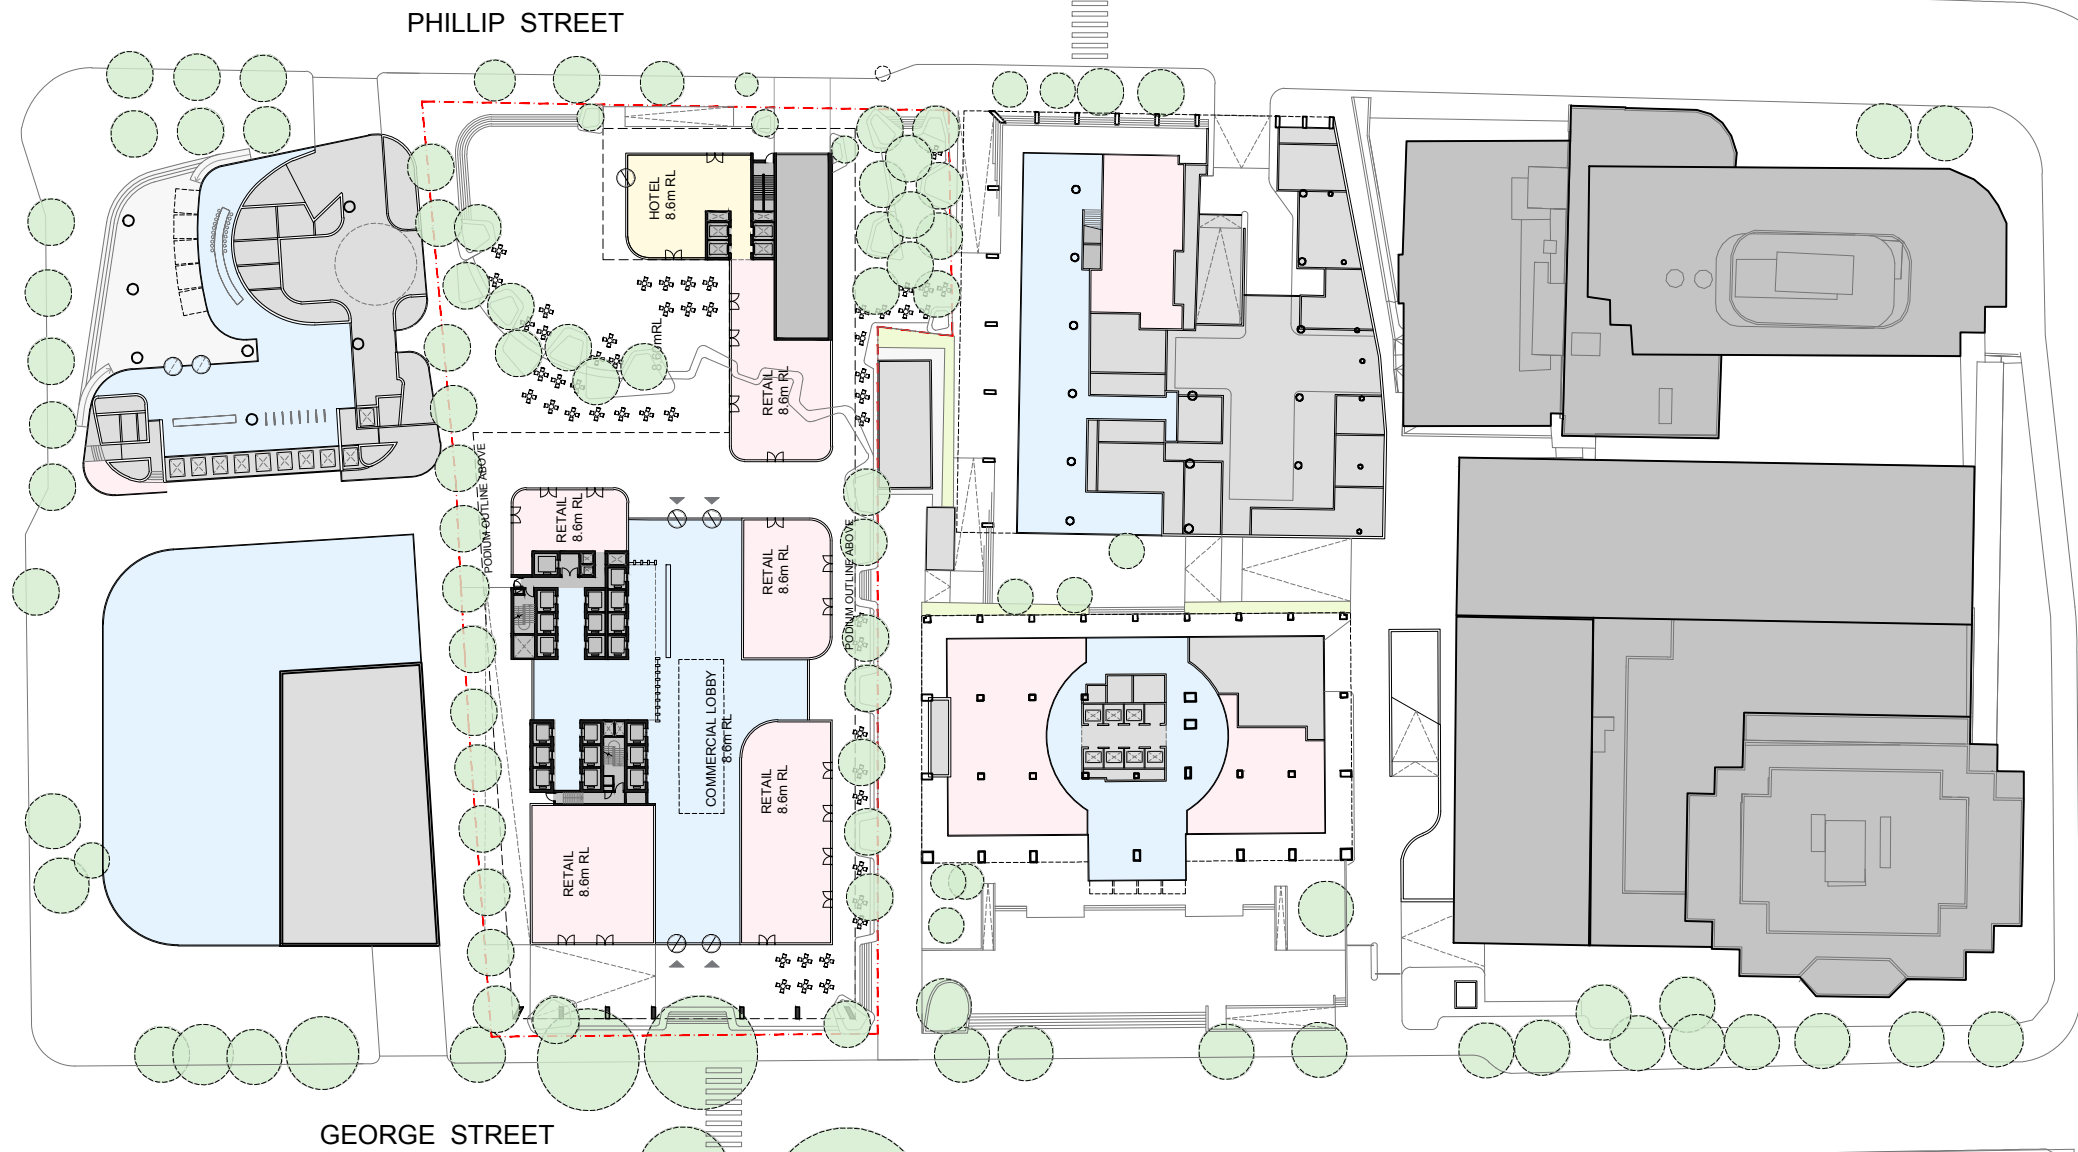 PHILLIP STREET
HOTEL
8.6m RL
8.6mRL
RETAIL
8.6m RL
PODIUM OUTLINE ABOVE
RETAIL
8.6m RL
RETAIL
8.6m RL
PODIUM OUTLINE ABOVE
COMMERCIAL LOBBY
8.6m RL
RETAIL
8.6m RL
RETAIL
8.6m RL
GEORGE STREET